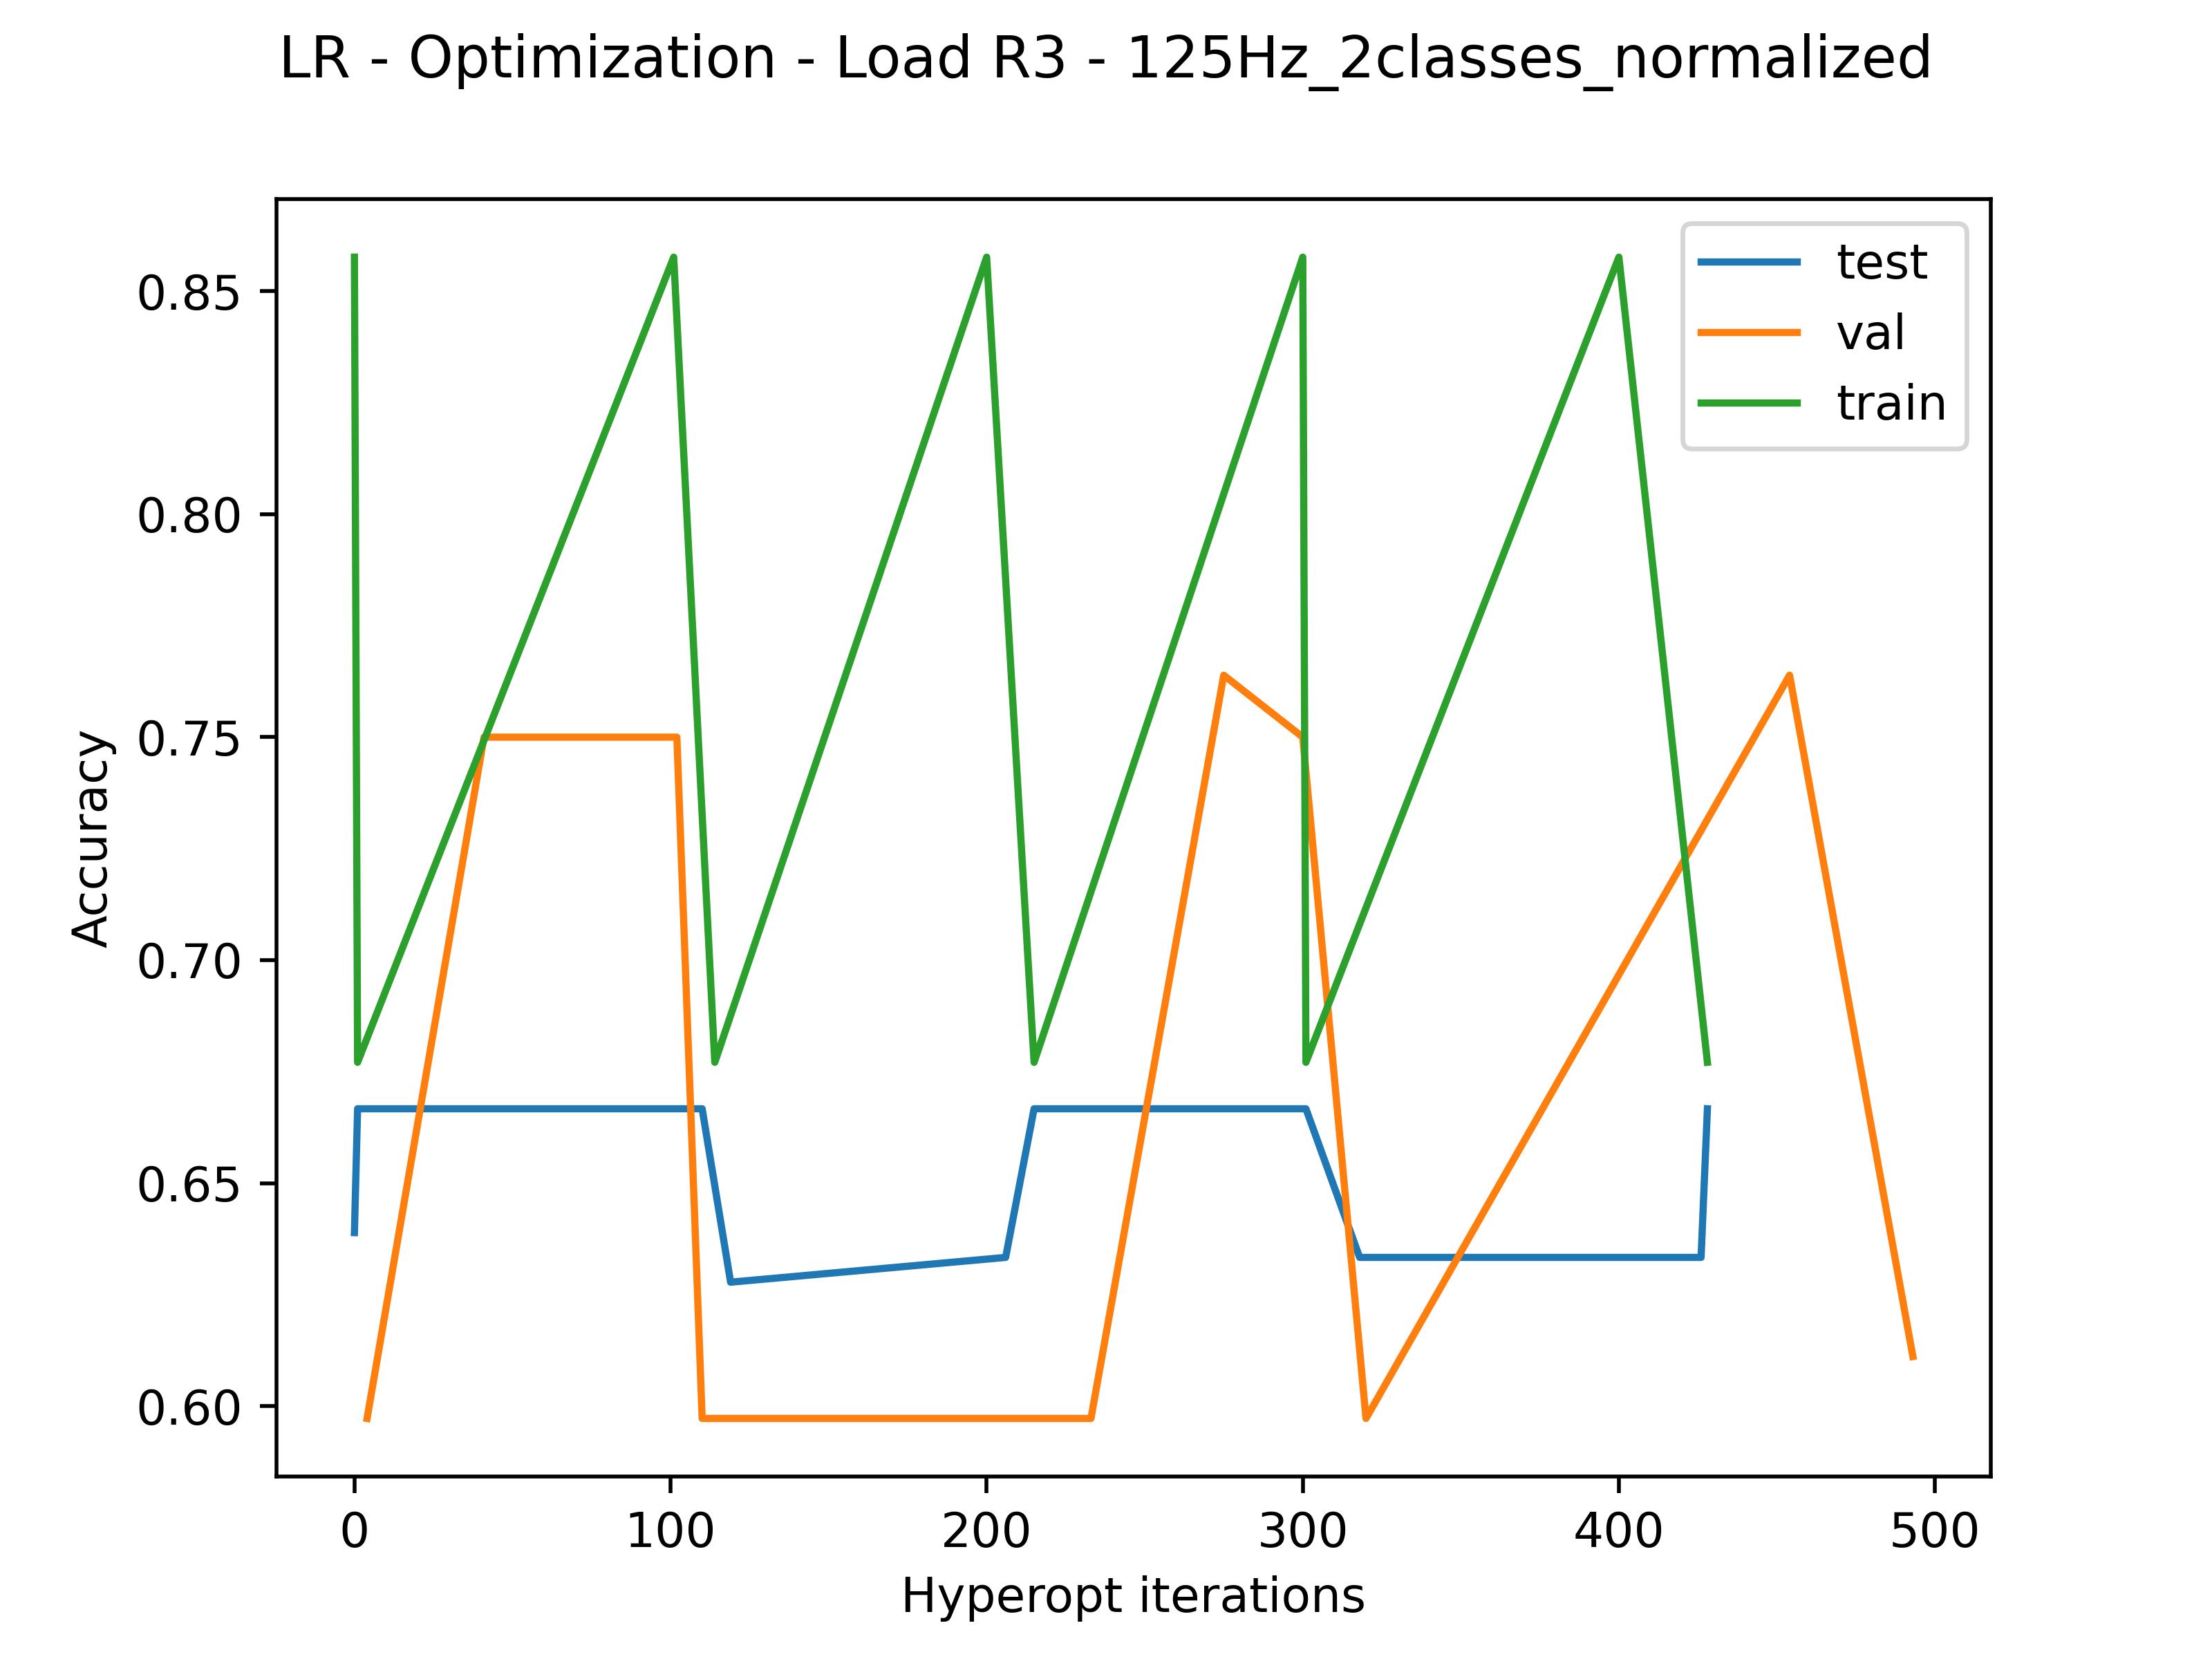 LR - Optimization - Load R3 - 125Hz_2classes_normalized
test
val
train
0.85
0.80
0.75
0.70
0.65
0.60
Accuracy
0 100 200 300 400 500
Hyperopt iterations